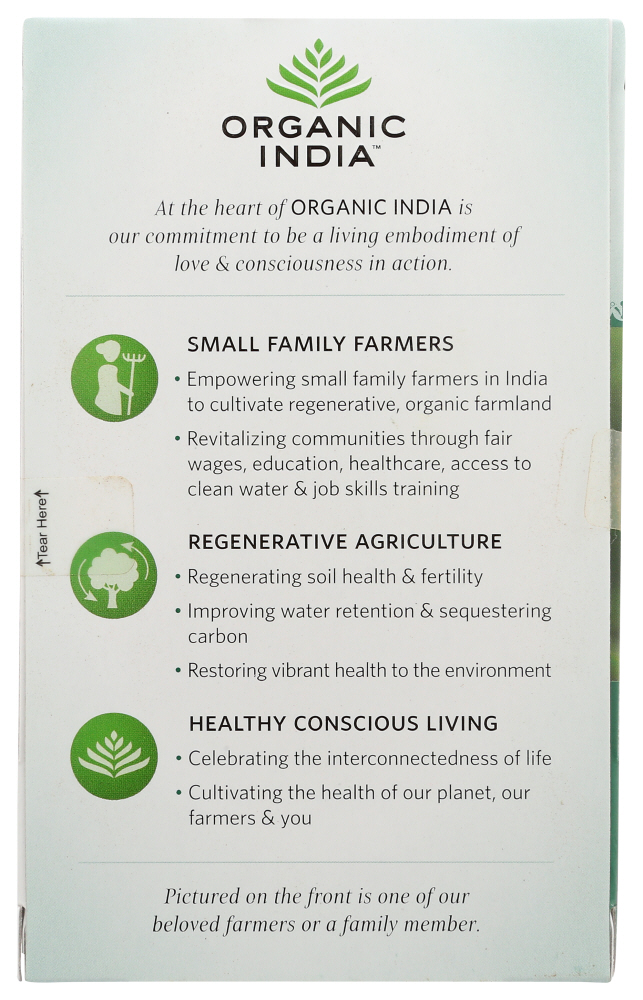 ORGANIC
INDIA™
At the heart of ORGANIC INDIA is
our commitment to be a living embodiment of
love & consciousness in action.
SMALL FAMILY FARMERS
• Empowering small family farmers in India
to cultivate regenerative, organic farmland
• Revitalizing communities through fair
wages, education, healthcare, access to
clean water & job skills training
↑Tear Here↑
REGENERATIVE AGRICULTURE
• Regenerating soil health & fertility
• Improving water retention & sequestering
carbon
• Restoring vibrant health to the environment
HEALTHY CONSCIOUS LIVING
• Celebrating the interconnectedness of life
• Cultivating the health of our planet, our
farmers & you
Pictured on the front is one of our
beloved farmers or a family member.